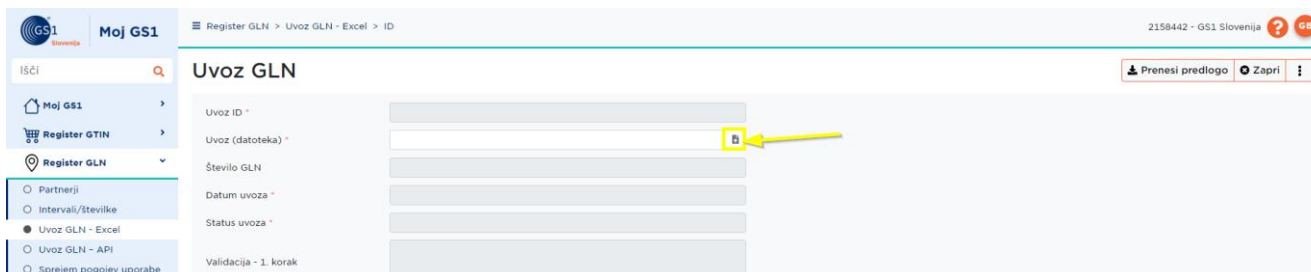 GS1
Slovenija
Moj GS1
Register GLN > Uvoz GLN - Excel > ID
2158442 - GS1 Slovenija
?
GB
Išči
Uvoz GLN
Prenesi predlogo
Zapri
Moj GS1
Register GTIN
Register GLN
Partnerji
Intervali/številke
Uvoz GLN - Excel
Uvoz GLN - API
Sprejem pogojev uporabe
Uvoz ID *
Uvoz (datoteka) *
Število GLN
Datum uvoza *
Status uvoza *
Validacija - 1. korak